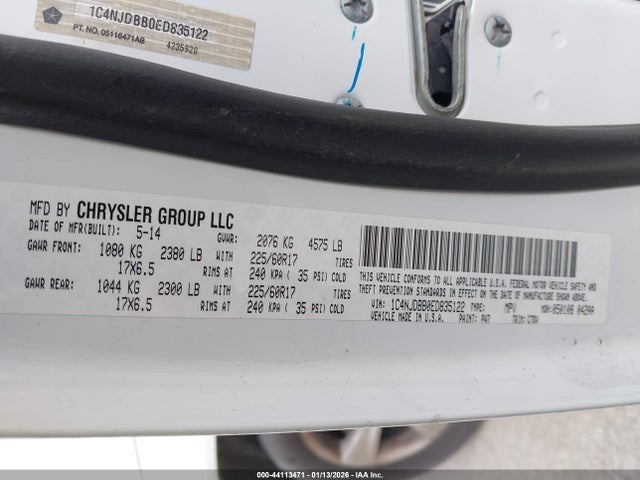 1C4NJDBB0ED835122
PT. NO. 05116471AB 4235920
MFD BY CHRYSLER GROUP LLC
DATE OF MFR(BUILT): 5-14 GVWR: 2076 KG 4575 LB
GAWR FRONT: 1080 KG 2380 LB WITH 225/60R17 TIRES
17X6.5 RIMS AT 240 KPA ( 35 PSI) COLD
GAWR REAR: 1044 KG 2300 LB WITH 225/60R17 TIRES
17X6.5 RIMS AT 240 KPA ( 35 PSI) COLD
THIS VEHICLE CONFORMS TO ALL APPLICABLE U.S.A. FEDERAL MOTOR VEHICLE SAFETY AND
THEFT PREVENTION STANDARDS IN EFFECT ON THE DATE OF MANUFACTURE SHOWN ABOVE.
VIN: 1C4NJDBB0ED835122 TYPE: MPV MDH: 050108 042AA
VEHICLE MADE IN U.S.A. PAINT: PW7 TRIM: CTDA
000-44113471 - 01/13/2026 - IAA Inc.